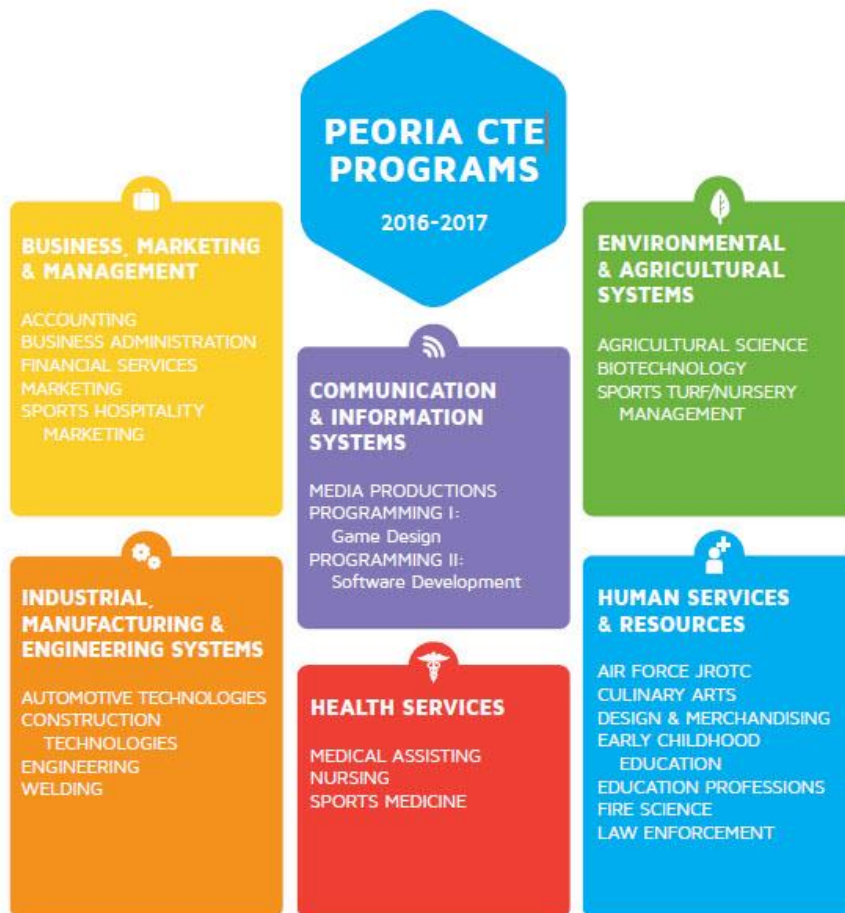 PEORIA CTE
PROGRAMS
2016-2017
BUSINESS, MARKETING
& MANAGEMENT
ACCOUNTING
BUSINESS ADMINISTRATION
FINANCIAL SERVICES
MARKETING
SPORTS HOSPITALITY
MARKETING
COMMUNICATION
& INFORMATION
SYSTEMS
MEDIA PRODUCTIONS
PROGRAMMING I:
Game Design
PROGRAMMING II:
Software Development
ENVIRONMENTAL
& AGRICULTURAL
SYSTEMS
AGRICULTURAL SCIENCE
BIOTECHNOLOGY
SPORTS TURF/NURSERY
MANAGEMENT
INDUSTRIAL,
MANUFACTURING &
ENGINEERING SYSTEMS
AUTOMOTIVE TECHNOLOGIES
CONSTRUCTION
TECHNOLOGIES
ENGINEERING
WELDING
HEALTH SERVICES
MEDICAL ASSISTING
NURSING
SPORTS MEDICINE
HUMAN SERVICES
& RESOURCES
AIR FORCE JROTC
CULINARY ARTS
DESIGN & MERCHANDISING
EARLY CHILDHOOD
EDUCATION
EDUCATION PROFESSIONS
FIRE SCIENCE
LAW ENFORCEMENT